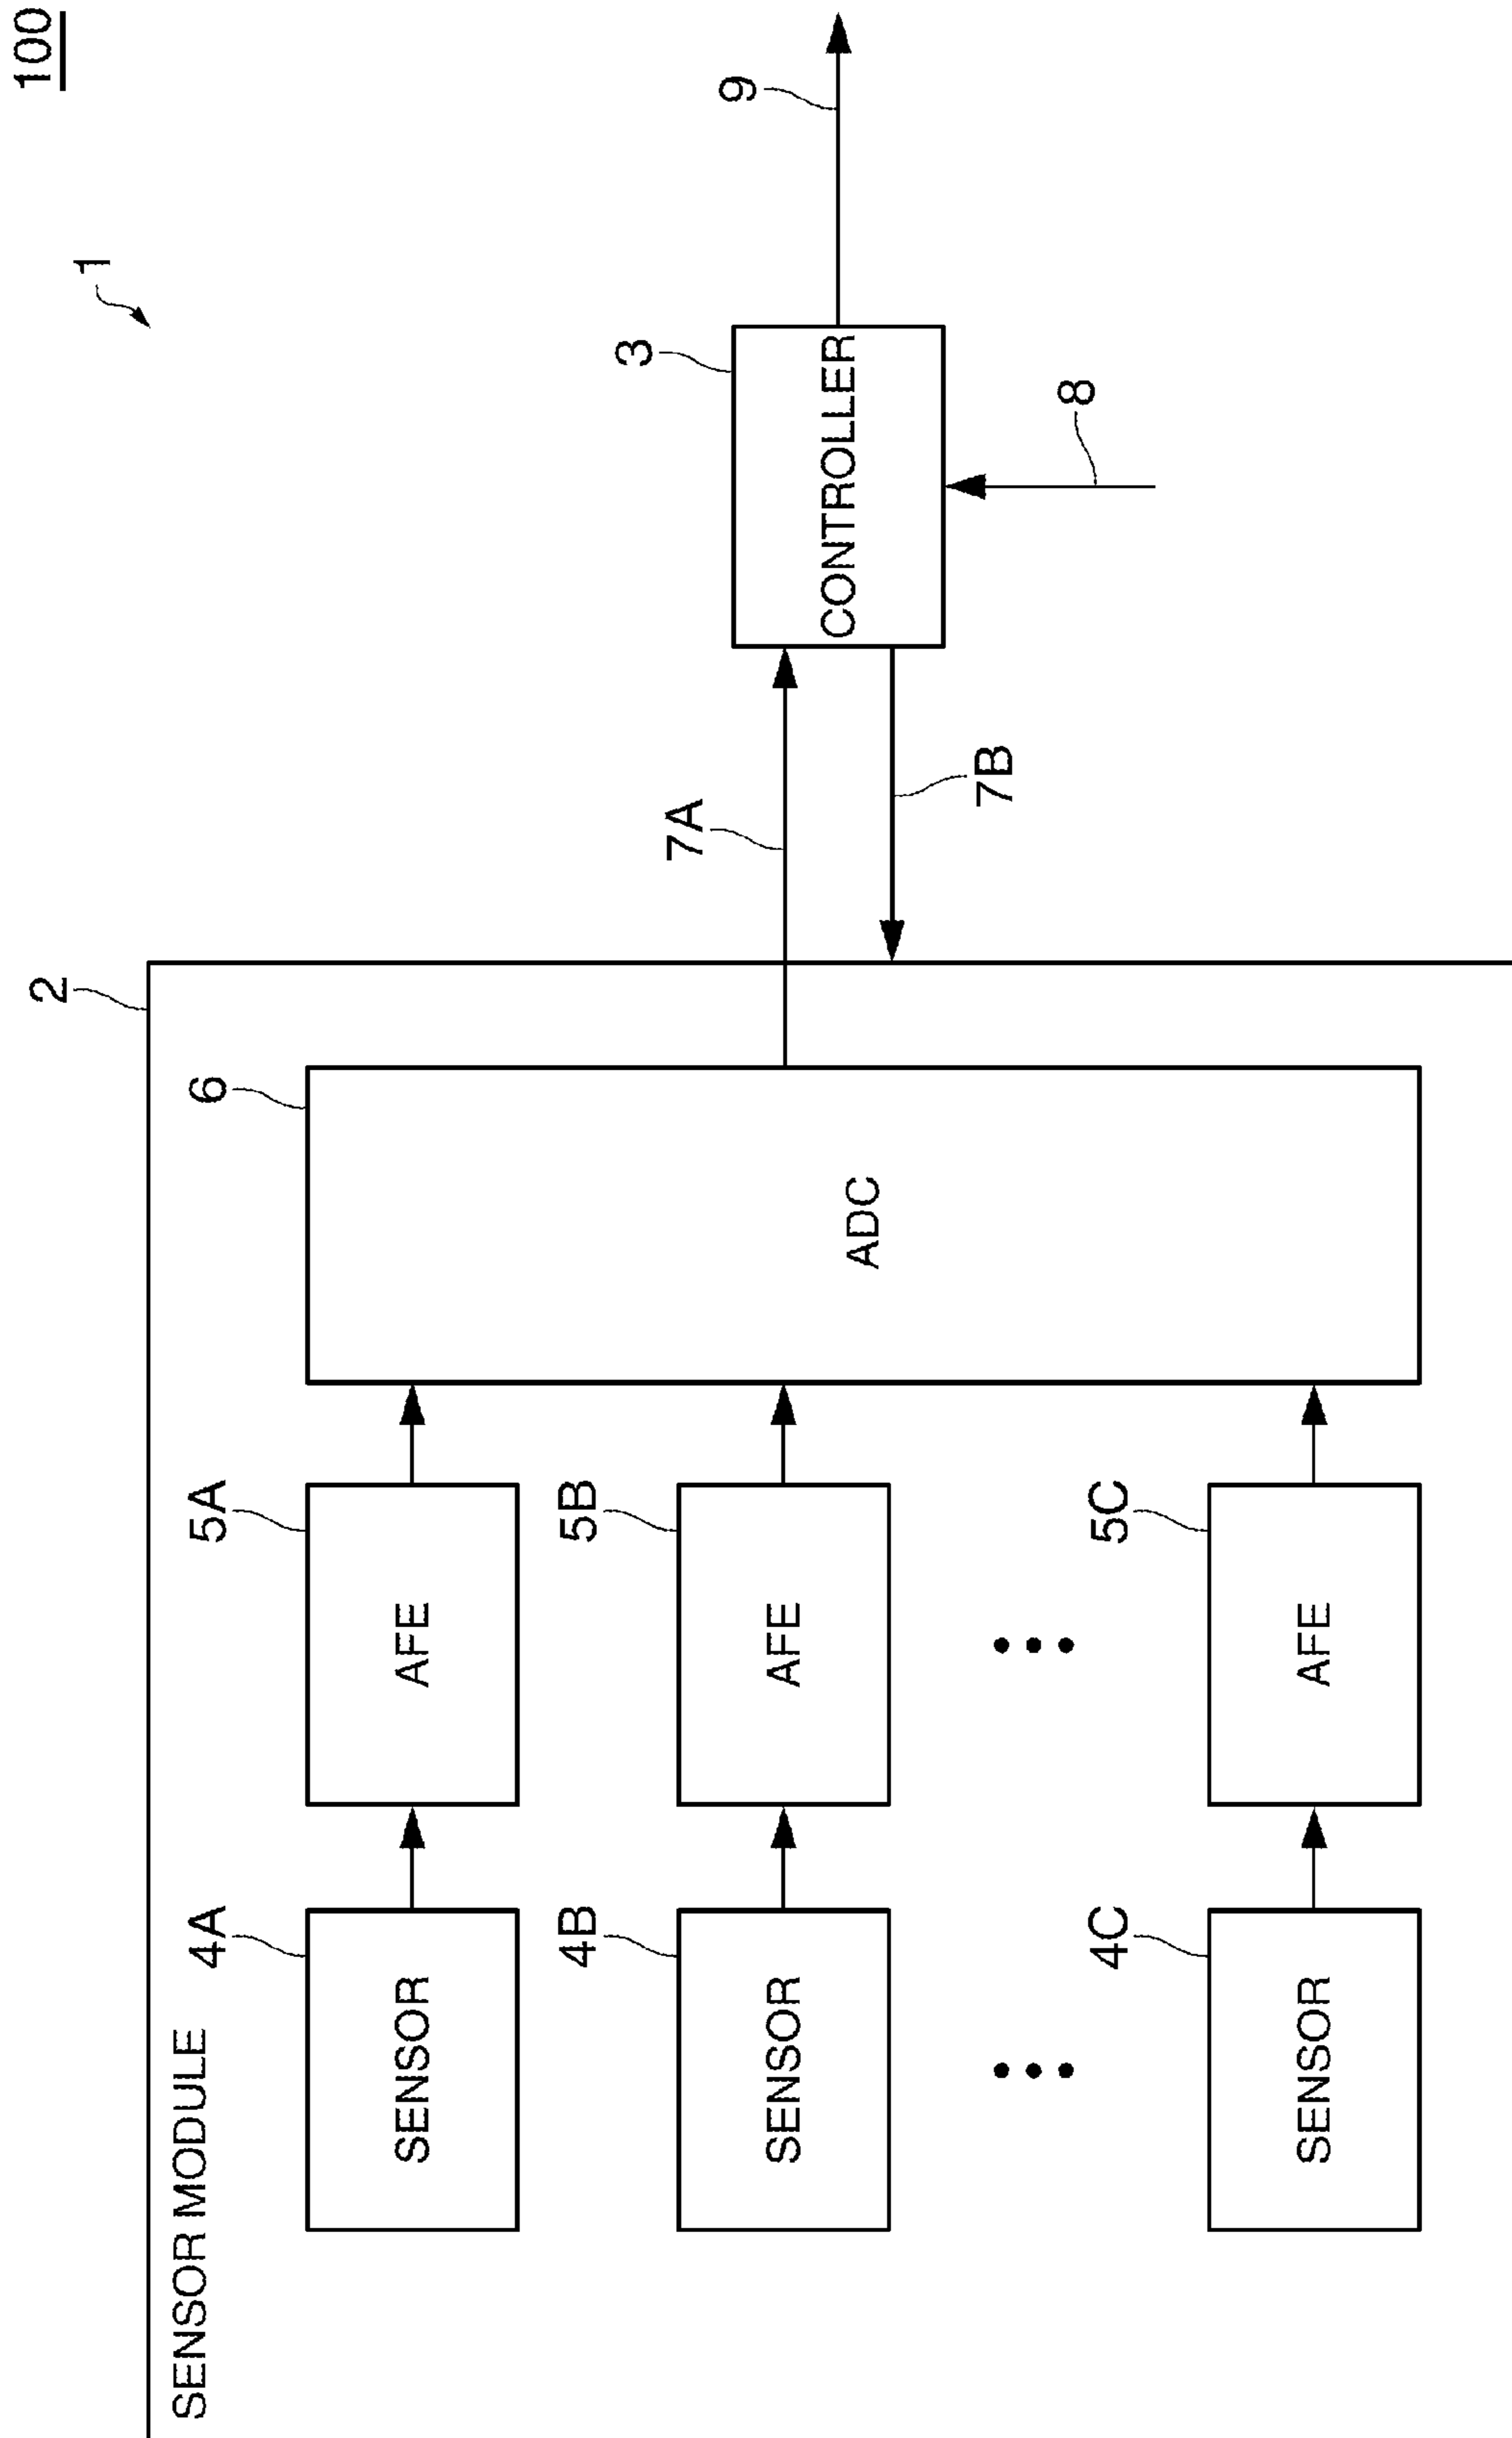 100
1
2
SENSOR MODULE
4A
SENSOR
5A
AFE
6
ADC
4B
SENSOR
5B
AFE
4C
SENSOR
5C
AFE
7A
7B
3
CONTROLLER
8
9